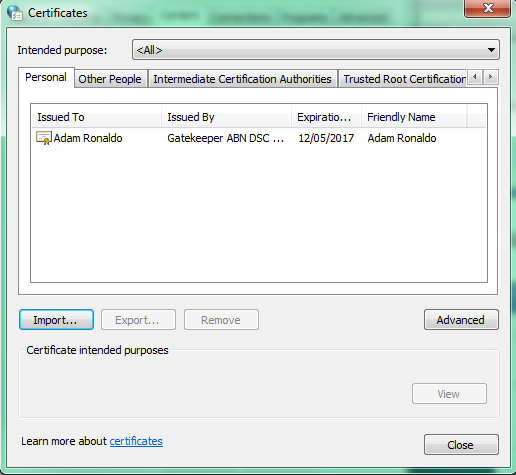 Certificates
Intended purpose: <All>
Personal Other People Intermediate Certification Authorities Trusted Root Certification
Issued To Issued By Expiratio... Friendly Name
Adam Ronaldo Gatekeeper ABN DSC ... 12/05/2017 Adam Ronaldo
Import... Export... Remove Advanced
Certificate intended purposes
View
Learn more about certificates
Close